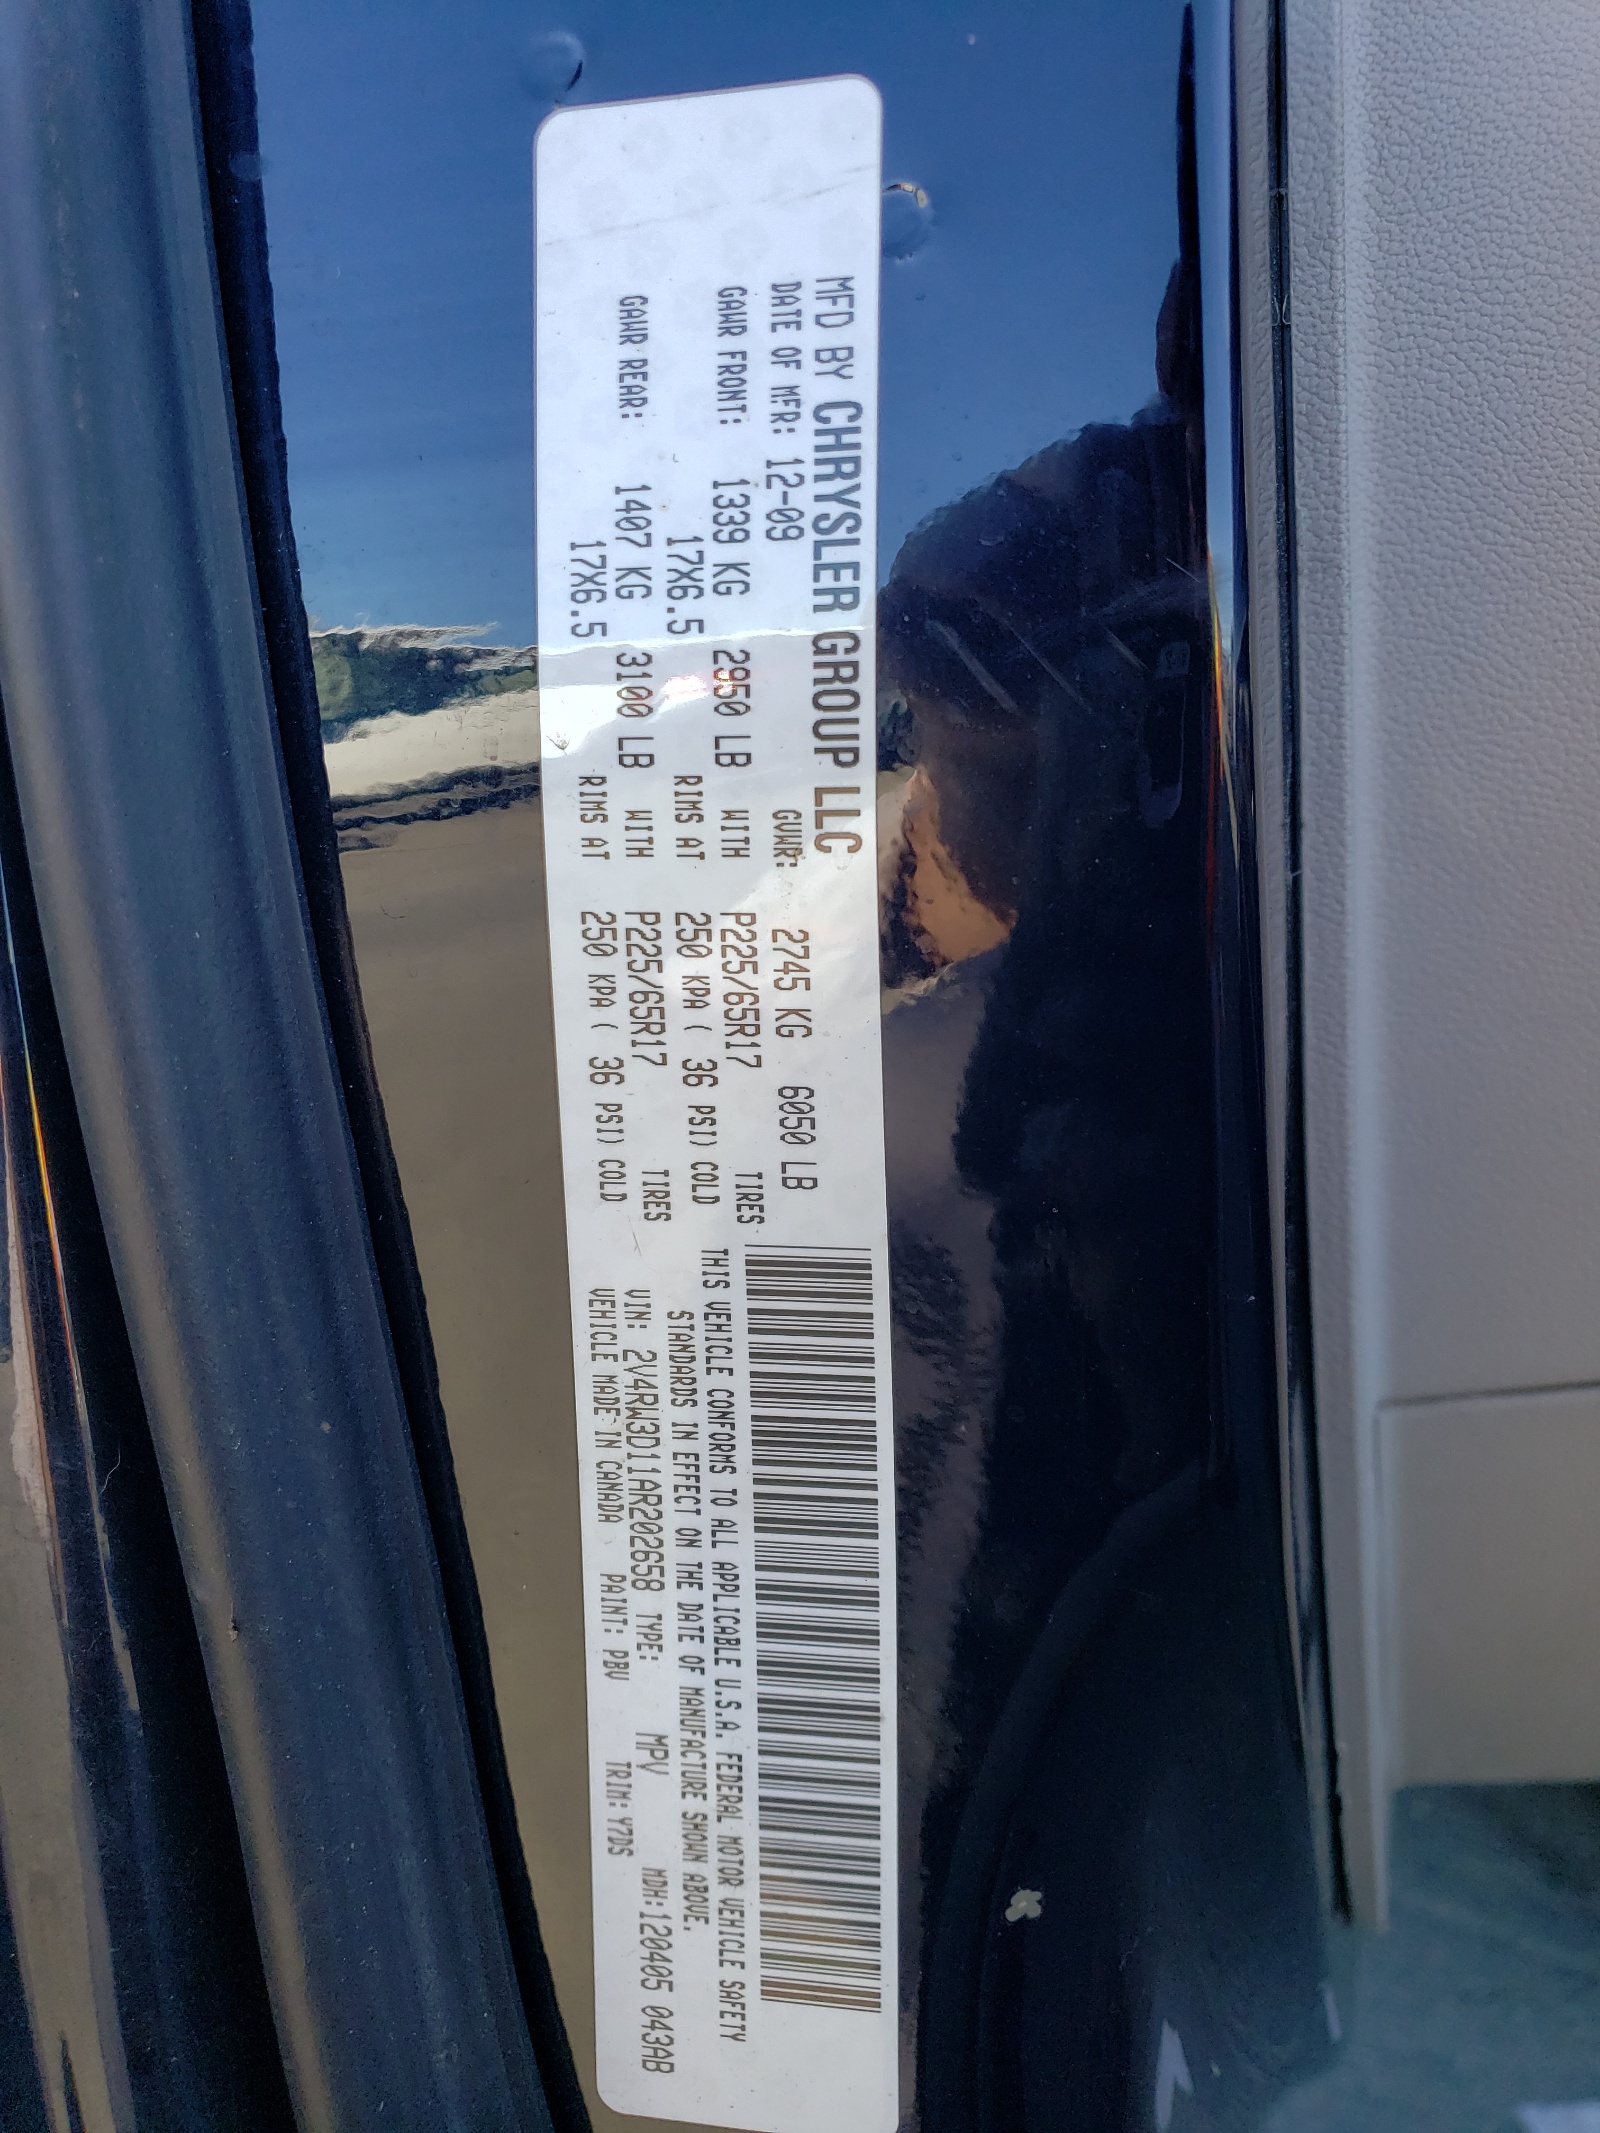 MFD BY CHRYSLER GROUP LLC
DATE OF MFR: 12-09 GVWR: 2745 KG 6050 LB
GAWR FRONT: 1339 KG 2950 LB WITH P225/65R17 TIRES
17X6.5 RIMS AT 250 KPA ( 36 PSI) COLD
GAWR REAR: 1407 KG 3100 LB WITH P225/65R17 TIRES
17X6.5 RIMS AT 250 KPA ( 36 PSI) COLD
THIS VEHICLE CONFORMS TO ALL APPLICABLE U.S.A. FEDERAL MOTOR VEHICLE SAFETY
STANDARDS IN EFFECT ON THE DATE OF MANUFACTURE SHOWN ABOVE.
VIN: 2V4RW3D11AR202658 TYPE: MPV MDH:120405 043AB
VEHICLE MADE IN CANADA PAINT: PBV TRIM: Y7DS